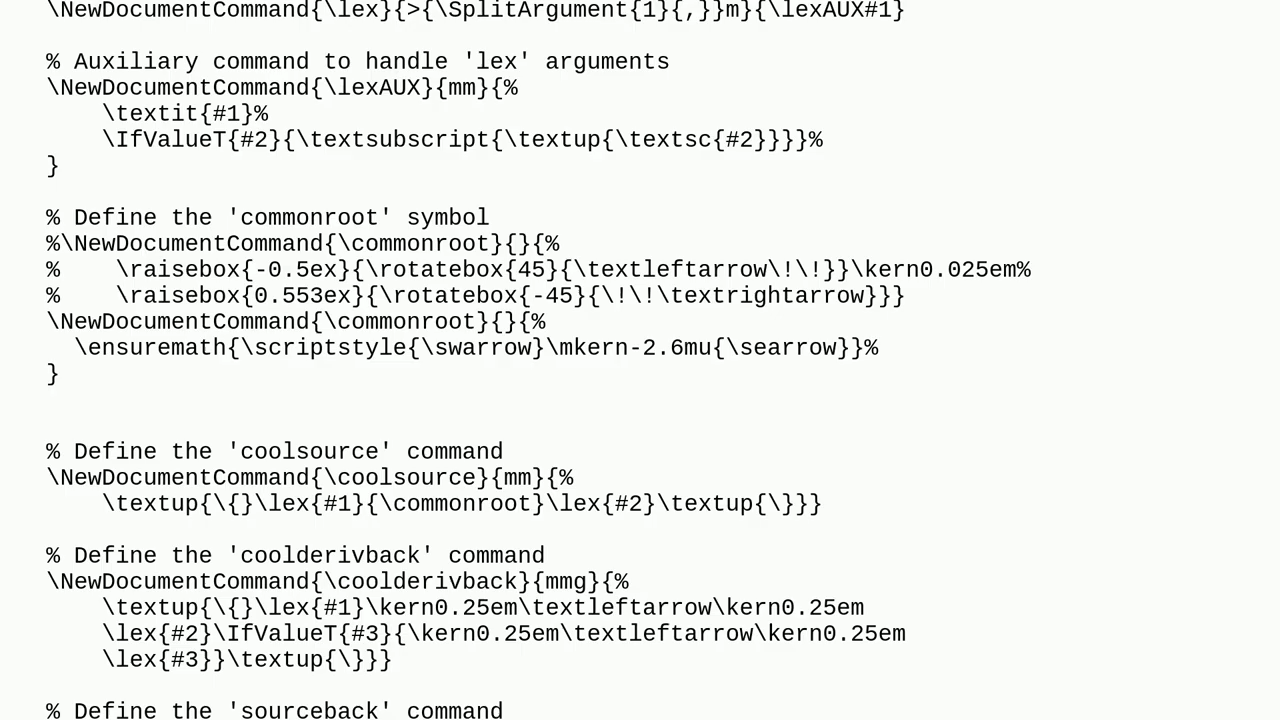 \NewDocumentCommand{\lex}{>{\SplitArgument{1}{,}}m}{\lexAUX#1}
% Auxiliary command to handle 'lex' arguments
\NewDocumentCommand{\lexAUX}{mm}{%
\textit{#1}%
\IfValueT{#2}{\textsubscript{\textup{\textsc{#2}}}}%
}
% Define the 'commonroot' symbol
%\NewDocumentCommand{\commonroot}{}{%
%    \raisebox{-0.5ex}{\rotatebox{45}{\textleftarrow\!\!}}\kern0.025em%
%    \raisebox{0.553ex}{\rotatebox{-45}{\!\!\textrightarrow}}}
\NewDocumentCommand{\commonroot}{}{%
\ensuremath{\scriptstyle{\swarrow}\mkern-2.6mu{\searrow}}%
}
% Define the 'coolsource' command
\NewDocumentCommand{\coolsource}{mm}{%
\textup{\{}\lex{#1}{\commonroot}\lex{#2}\textup{\}}}
% Define the 'coolderivback' command
\NewDocumentCommand{\coolderivback}{mmg}{%
\textup{\{}\lex{#1}\kern0.25em\textleftarrow\kern0.25em
\lex{#2}\IfValueT{#3}{\kern0.25em\textleftarrow\kern0.25em
\lex{#3}}\textup{\}}}
% Define the 'sourceback' command